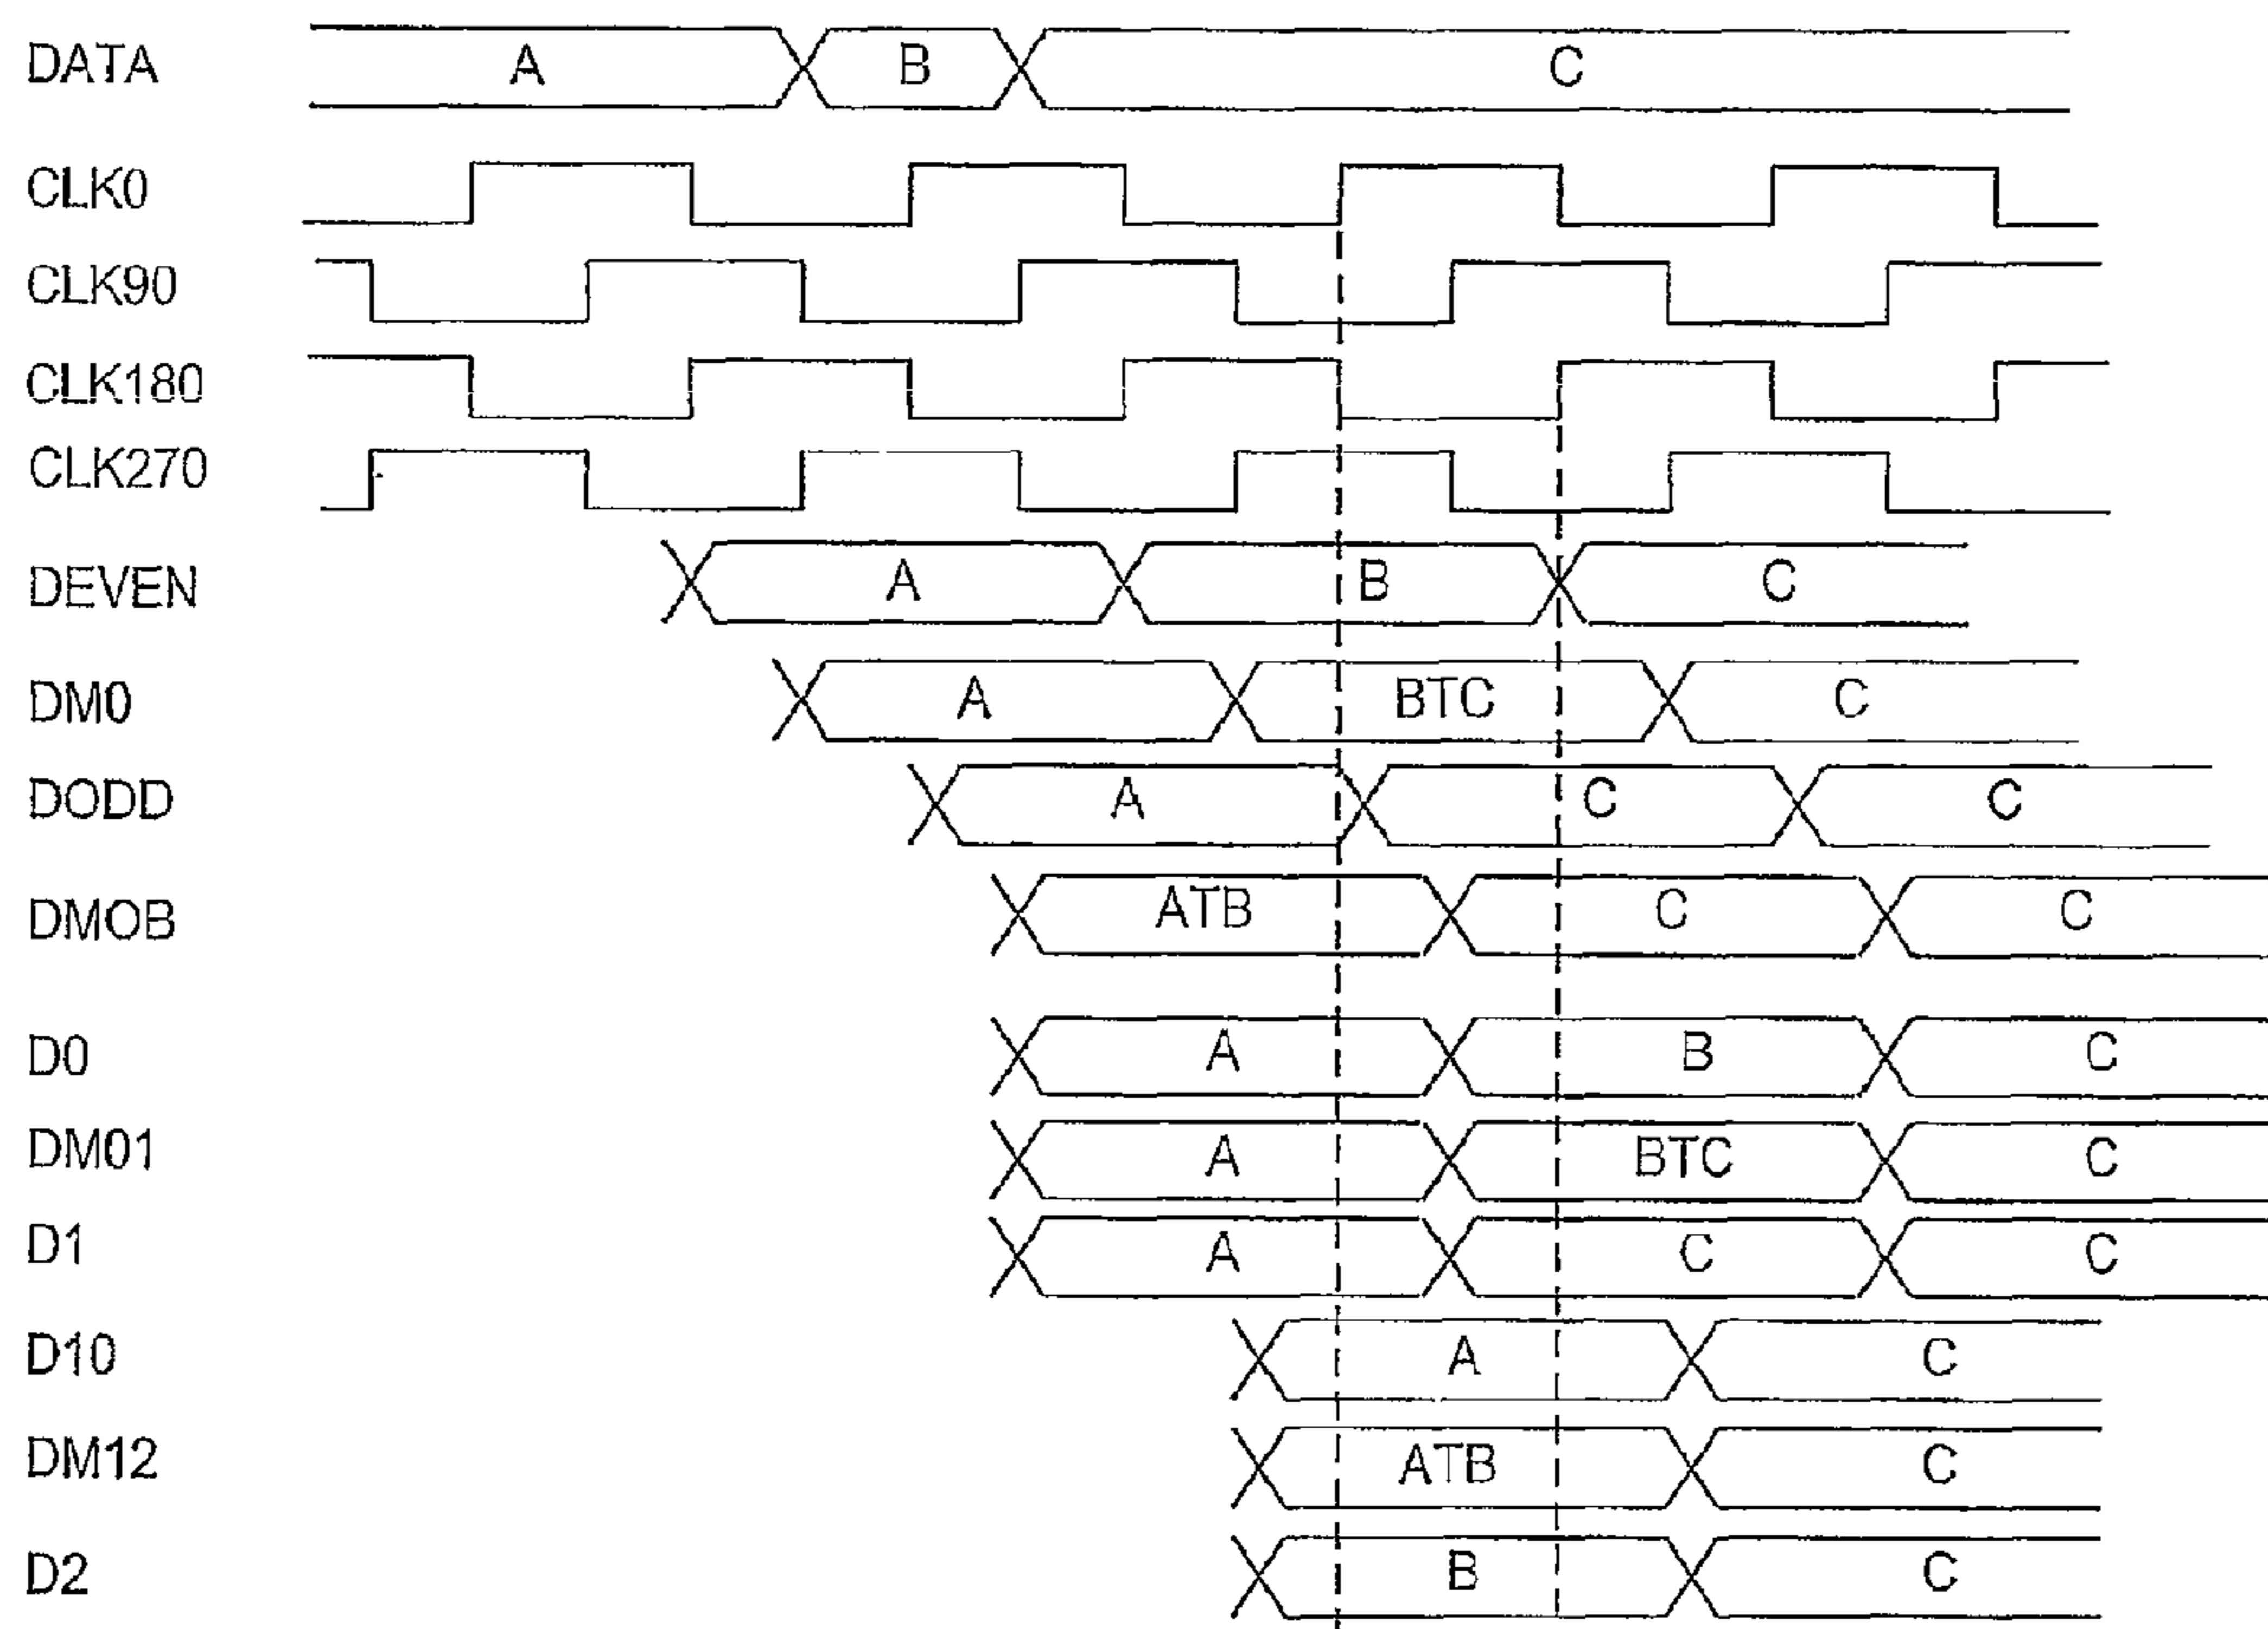 DATA A B C
CLK0
CLK90
CLK180
CLK270
DEVEN A B C
DM0 A BTC C
DODD A C C
DMOB ATB C C
D0 A B C
DM01 A BTC C
D1 A C C
D10 A C
DM12 ATB C
D2 B C